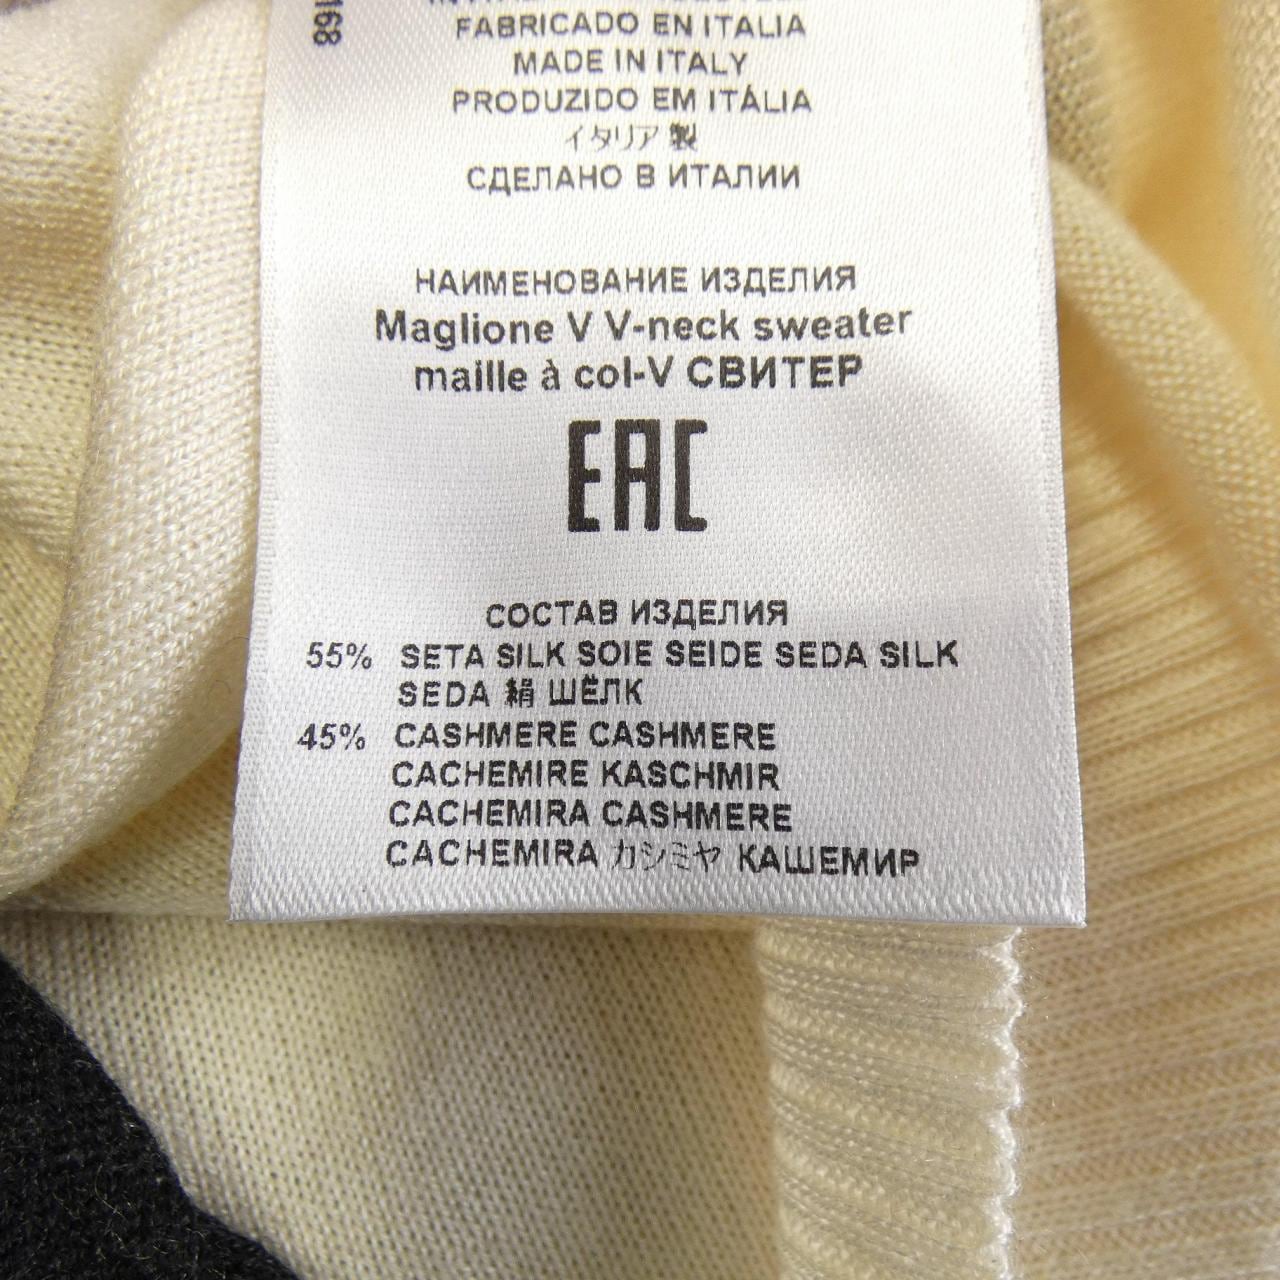 168
FABRICADO EN ITALIA
MADE IN ITALY
PRODUZIDO EM ITÁLIA
イタリア製
СДЕЛАНО В ИТАЛИИ
НАИМЕНОВАНИЕ ИЗДЕЛИЯ
Maglione V V-neck sweater
maille à col-V СВИТЕР
EAC
СОСТАВ ИЗДЕЛИЯ
55% SETA SILK SOIE SEIDE SEDA SILK
SEDA 絹 ШЁЛК
45% CASHMERE CASHMERE
CACHEMIRE KASCHMIR
CACHEMIRA CASHMERE
CACHEMIRA カシミヤ КАШЕМИР